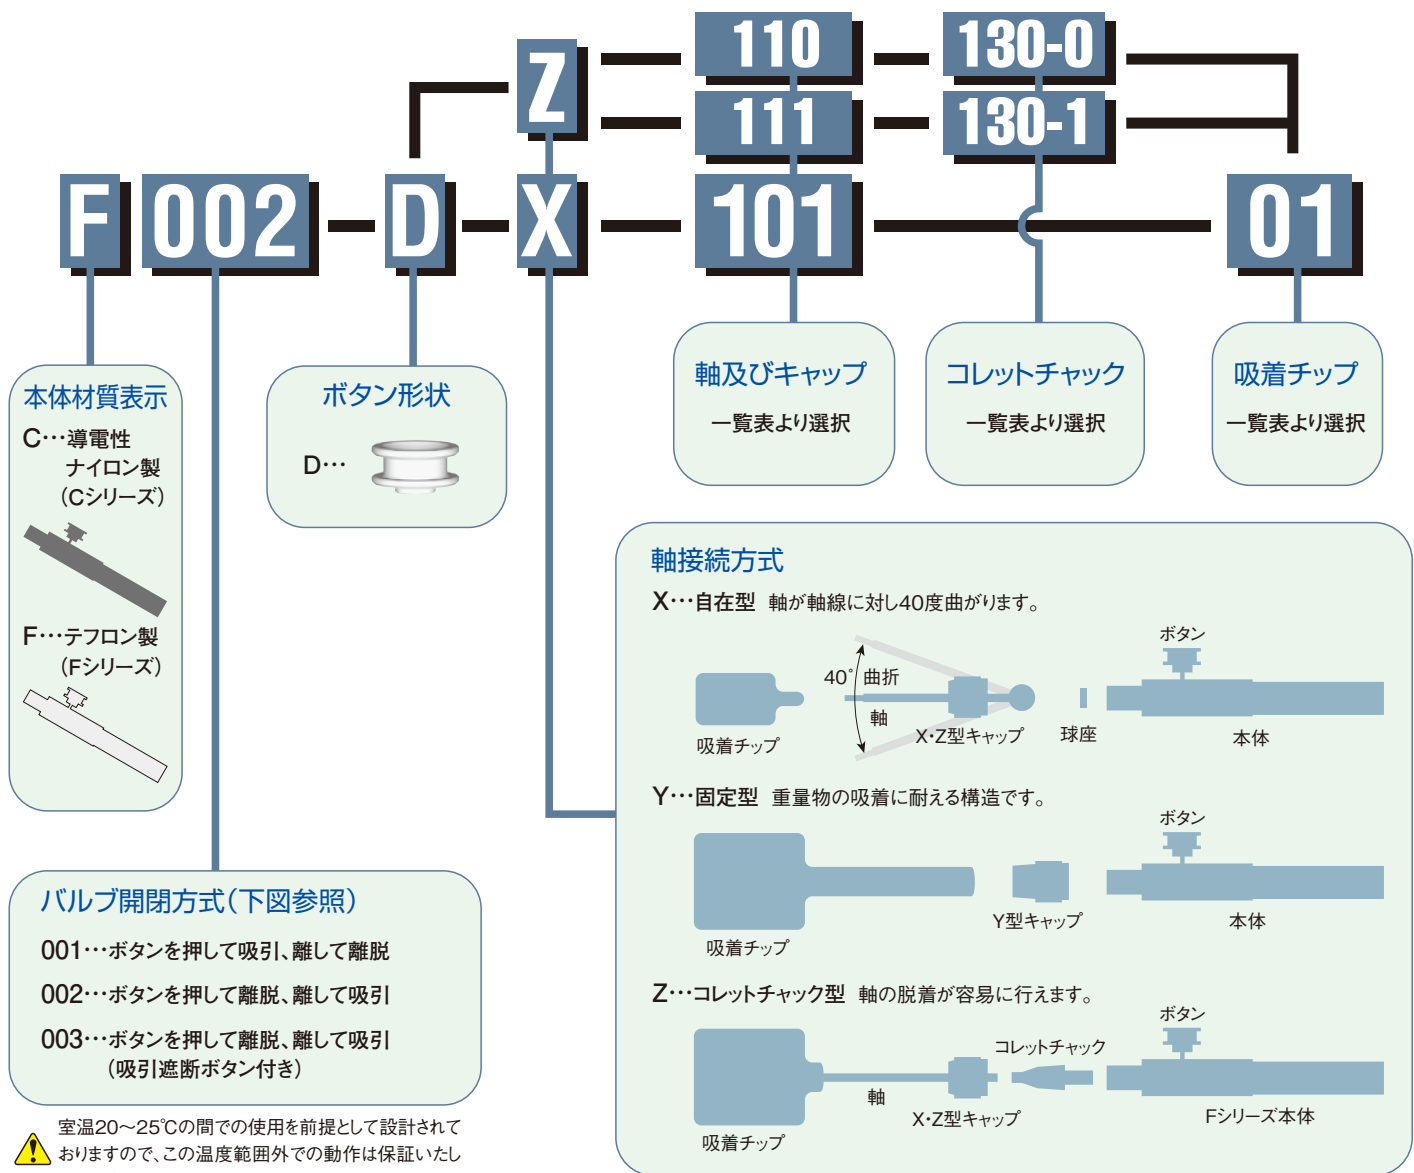 Z
110
130-0
111
130-1
F
002
D
X
101
01
本体材質表示
C…導電性
ナイロン製
(Cシリーズ)
F…テフロン製
(Fシリーズ)
ボタン形状
D…
軸及びキャップ
一覧表より選択
コレットチャック
一覧表より選択
吸着チップ
一覧表より選択
バルブ開閉方式(下図参照)
001…ボタンを押して吸引、離して離脱
002…ボタンを押して離脱、離して吸引
003…ボタンを押して離脱、離して吸引
(吸引遮断ボタン付き)
室温20～25℃の間での使用を前提として設計されて
おりますので、この温度範囲外での動作は保証いたし
軸接続方式
X…自在型 軸が軸線に対し40度曲がります。
ボタン
40° 曲折
軸
吸着チップ
X・Z型キャップ
球座
本体
Y…固定型 重量物の吸着に耐える構造です。
ボタン
吸着チップ
Y型キャップ
本体
Z…コレットチャック型 軸の脱着が容易に行えます。
ボタン
コレットチャック
軸
X・Z型キャップ
Fシリーズ本体
吸着チップ